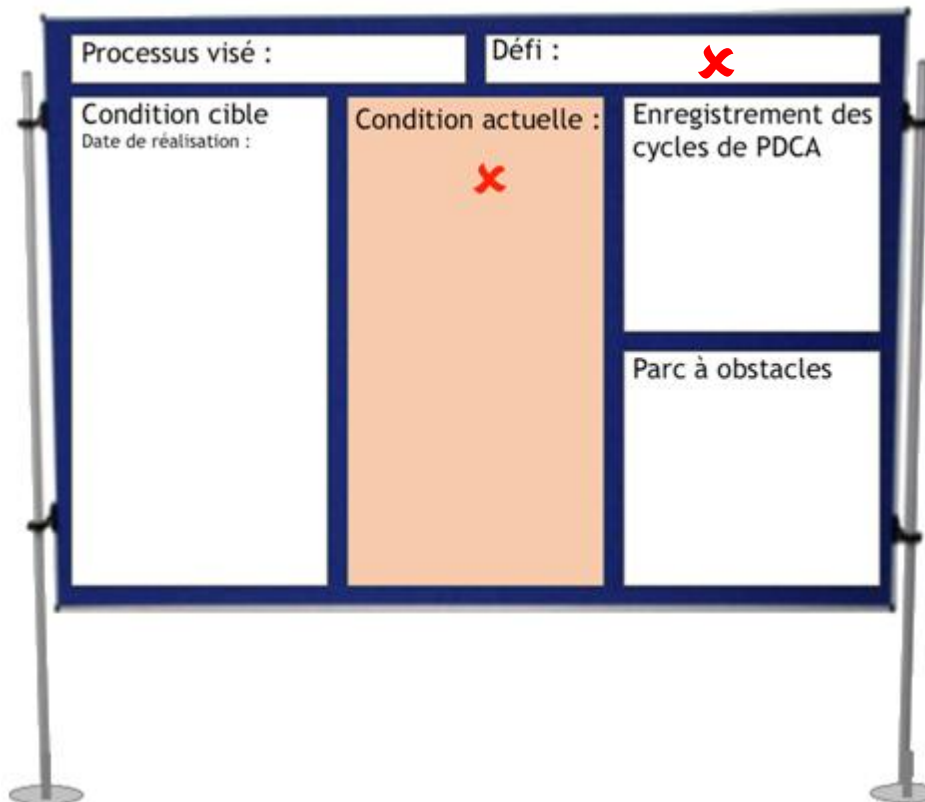 Processus visé :
Défi :
Condition cible
Date de réalisation :
Condition actuelle :
Enregistrement des
cycles de PDCA
Parc à obstacles